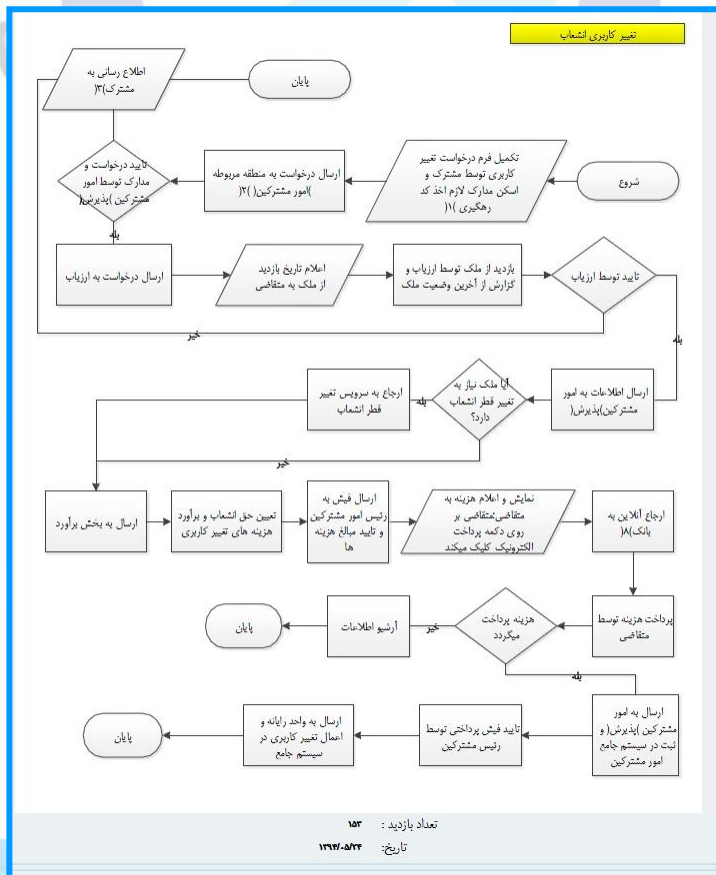 تغییر کاربری انشعاب
اطلاع رسانی به
مشترک)۳(
پایان
شروع
تکمیل فرم درخواست تغییر
کاربری توسط مشترک و
اسکن مدارک لازم اخذ کد
رهگیری )۱(
ارسال درخواست به منطقه مربوطه
)امور مشترکین( )۲(
تایید درخواست و
مدارک توسط امور
مشترکین )پذیرش(
بله
ارسال درخواست به ارزیاب
اعلام تاریخ بازدید
از ملک به متقاضی
بازدید از ملک توسط ارزیاب و
گزارش از آخرین وضعیت ملک
تایید توسط ارزیاب
خیر
بله
ارسال اطلاعات به امور
مشترکین)پذیرش(
آیا ملک نیاز به
تغییر قطر انشعاب
دارد؟
بله
ارجاع به سرویس تغییر
قطر انشعاب
خیر
ارسال به بخش برآورد
تعیین حق انشعاب و برآورد
هزینه های تغییر کاربری
ارسال فیش به
رئیس امور مشترکین
و تایید مبالغ هزینه
ها
نمایش و اعلام هزینه به
متقاضی:متقاضی بر
روی دکمه پرداخت
الکترونیک کلیک میکند
ارجاع آنلاین به
بانک)۸(
پرداخت هزینه توسط
متقاضی
هزینه پرداخت
میگردد
خیر
آرشیو اطلاعات
پایان
بله
ارسال به امور
مشترکین )پذیرش( و
ثبت در سیستم جامع
امور مشترکین
تایید فیش پرداختی توسط
رئیس مشترکین
ارسال به واحد رایانه و
اعمال تغییر کاربری در
سیستم جامع
پایان
تعداد بازدید : ۱۵۳
تاریخ: ۱۳۹۴/۰۵/۲۴